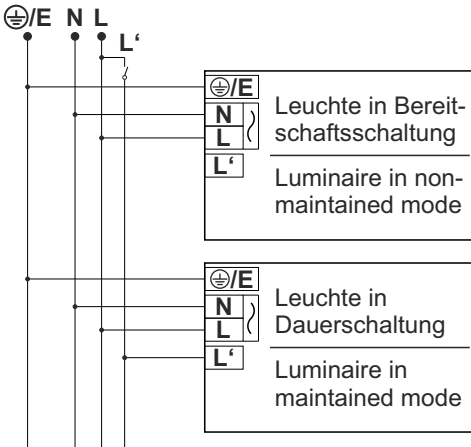 ⏚/E N L
L‘
⏚/E
N
L
L‘
Leuchte in Bereit-
schaftsschaltung
Luminaire in non-
maintained mode
⏚/E
N
L
L‘
Leuchte in
Dauerschaltung
Luminaire in
maintained mode